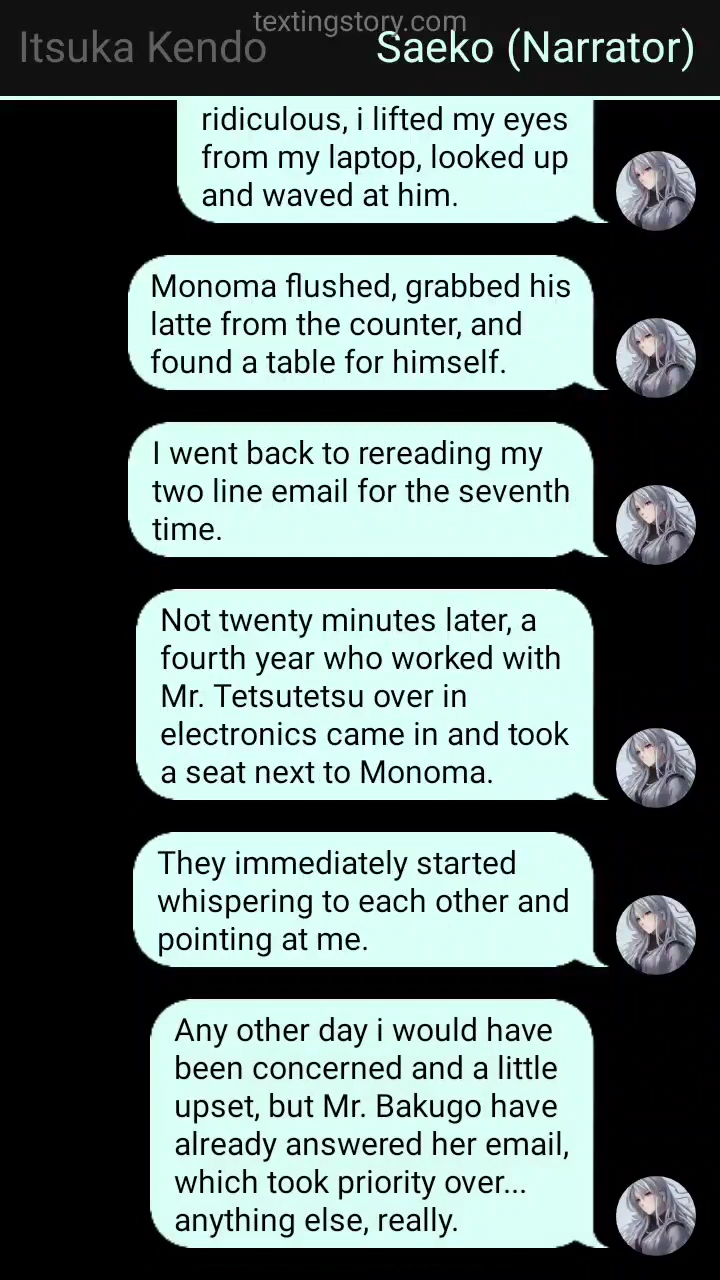 textingstory.com
Itsuka Kendo
Saeko (Narrator)
ridiculous, i lifted my eyes
from my laptop, looked up
and waved at him.
Monoma flushed, grabbed his
latte from the counter, and
found a table for himself.
I went back to rereading my
two line email for the seventh
time.
Not twenty minutes later, a
fourth year who worked with
Mr. Tetsutetsu over in
electronics came in and took
a seat next to Monoma.
They immediately started
whispering to each other and
pointing at me.
Any other day i would have
been concerned and a little
upset, but Mr. Bakugo have
already answered her email,
which took priority over...
anything else, really.